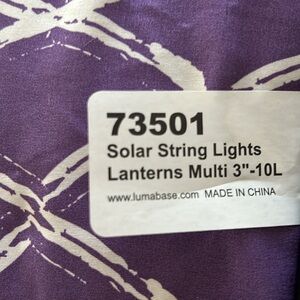 73501
Solar String Lights
Lanterns Multi 3"-10L
www.lumabase.com MADE IN CHINA